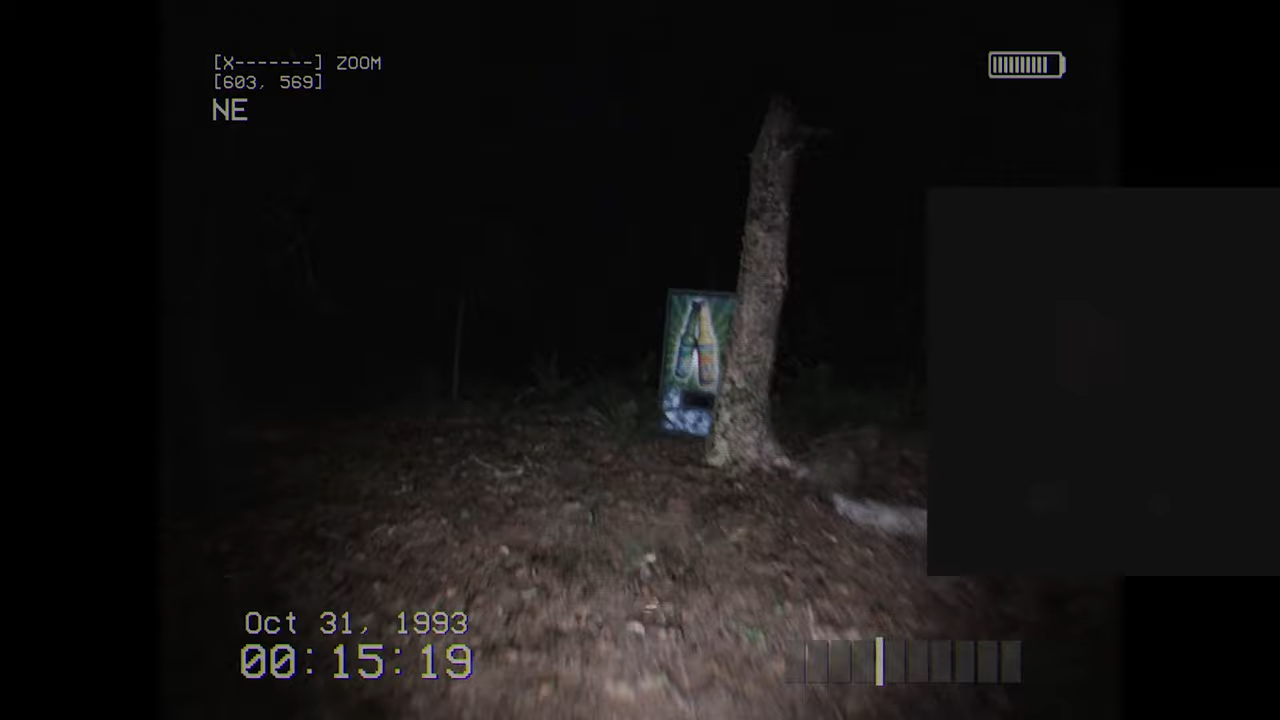 [X-------] ZOOM
[603, 569]
NE
Oct 31, 1993
00:15:19